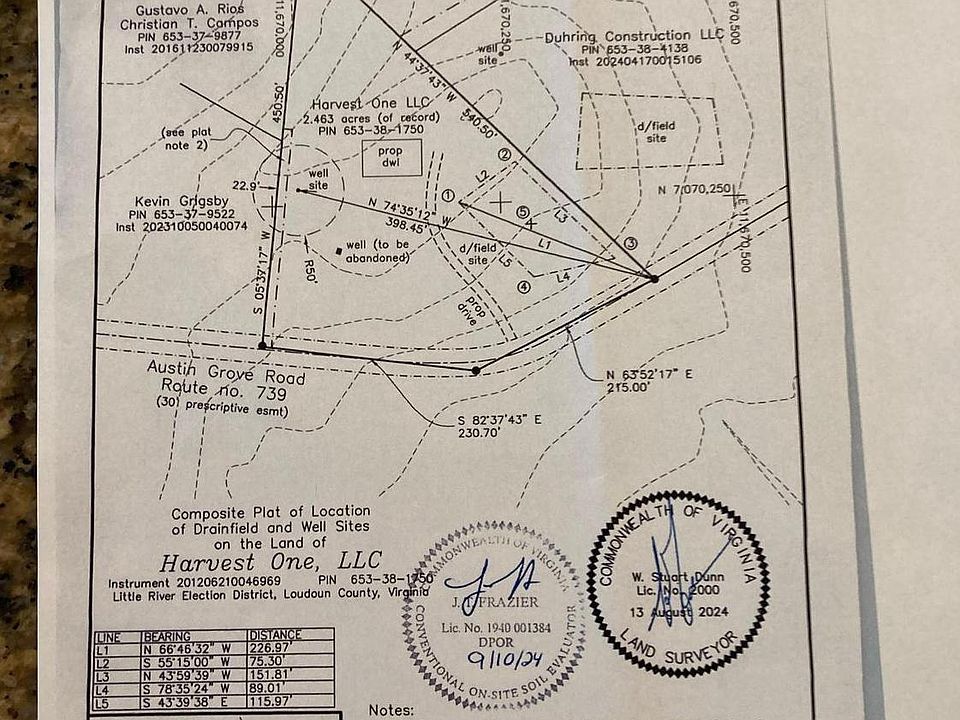 Gustavo A. Rios
Christian T. Campos
PIN 653-37-9877
Inst 201611230079915
450.50'
N 44°37'43" W
540.50'
well
site
Duhring Construction LLC
PIN 653-38-4138
Inst 202404170015106
d/field
site
Harvest One LLC
2.463 acres (of record)
PIN 653-38-1750
prop
dwl
(see plat
note 2)
22.9'
well
site
Kevin Grigsby
PIN 653-37-9522
Inst 202310050040074
S 05°39'17" W
N 74°35'12" W
398.45'
well (to be
abandoned)
R50'
d/field
site
prop
drive
1
2
3
4
5
L1
L2
L3
L4
L5
N 7,070,250
E 11,670,500
Austin Grove Road
Route no. 739
(30) prescriptive esmt)
S 82°37'43" E
230.70'
N 63°52'17" E
215.00'
Composite Plat of Location
of Drainfield and Well Sites
on the Land of
Harvest One, LLC
Instrument 201206210046969 PIN 653-38-1750
Little River Election District, Loudoun County, Virginia
COMMONWEALTH OF VIRGINIA
J. T. FRAZIER
Lic. No. 1940 001384
DPOR
9/10/24
CONVENTIONAL ON-SITE SOIL EVALUATOR
COMMONWEALTH OF VIRGINIA
W. Stuart Dunn
Lic. No. 2000
13 August 2024
LAND SURVEYOR
LINE BEARING DISTANCE
L1 N 66°46'32" W 226.97'
L2 S 55°15'00" W 75.30'
L3 N 43°59'39" W 151.81'
L4 S 78°35'24" W 89.01'
L5 S 43°39'38" E 115.97'
Notes: